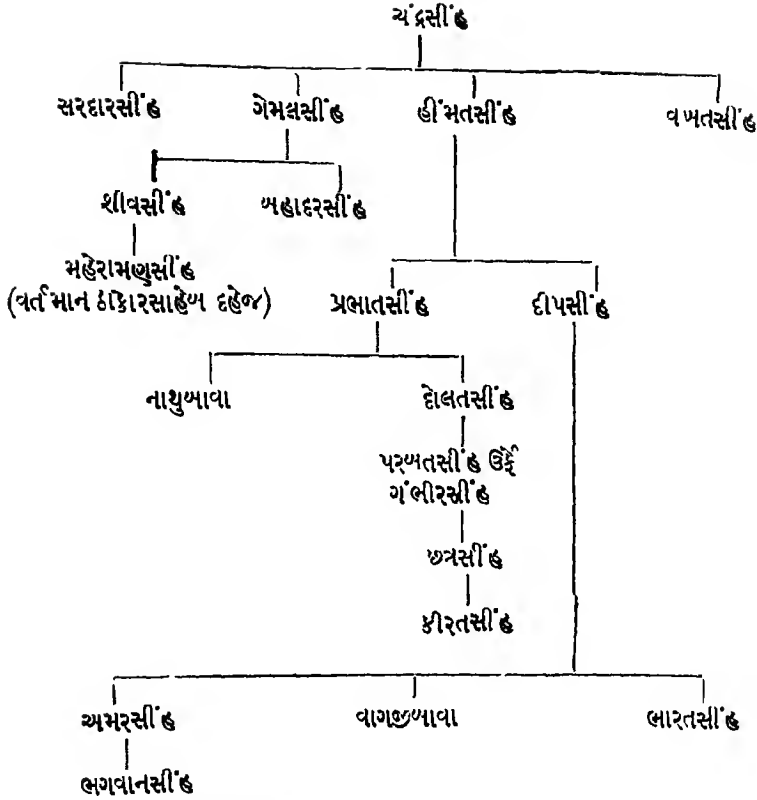 ચંદ્રસીંહ
સરદારસીંહ ગેમલસીંહ હીંમતસીંહ વખતસીંહ
શીવસીંહ બહાદરસીંહ
મહેરામણસીંહ
(વર્તમાન ઠાકોરસાહેબ દહેજ) પ્રભાતસીંહ દીપસીંહ
નાથુબાવા દોલતસીંહ
પરબતસીંહ ઉર્ફે
ગંભીરસીંહ
છત્રસીંહ
કીરતસીંહ
અમરસીંહ વાગજીબાવા ભારતસીંહ
ભગવાનસીંહ